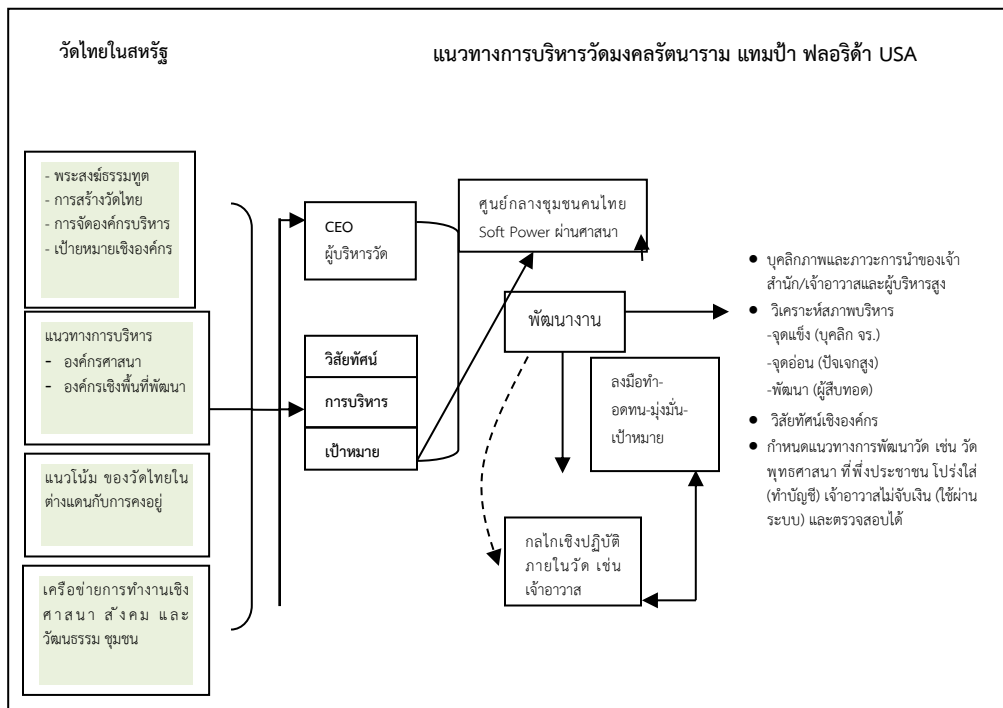 วัดไทยในสหรัฐ
แนวทางการบริหารวัดมงคลรัตนาราม แทมป้า ฟลอริด้า USA
- พระสงฆ์ธรรมทูต
- การสร้างวัดไทย
- การจัดองค์กรบริหาร
- เป้ายหมายเชิงองค์กร
แนวทางการบริหาร
- องค์กรศาสนา
- องค์กรเชิงพื้นที่พัฒนา
แนวโน้ม ของวัดไทยใน
ต่างแดนกับการคงอยู่
เครือข่ายการทำงานเชิง
ศาสนา สังคม และ
วัฒนธรรม ชุมชน
CEO
ผู้บริหารวัด
วิสัยทัศน์
การบริหาร
เป้าหมาย
ศูนย์กลางชุมชนคนไทย
Soft Power ผ่านศาสนา
พัฒนางาน
ลงมือทำ-
อดทน-มุ่งมั่น-
เป้าหมาย
กลไกเชิงปฏิบัติ
ภายในวัด เช่น
เจ้าอาวาส
● บุคลิกภาพและภาวะการนำของเจ้า
สำนัก/เจ้าอาวาสและผู้บริหารสูง
● วิเคราะห์สภาพบริหาร
-จุดแข็ง (บุคลิก จร.)
-จุดอ่อน (ปัจเจกสูง)
-พัฒนา (ผู้สืบทอด)
● วิสัยทัศน์เชิงองค์กร
● กำหนดแนวทางการพัฒนาวัด เช่น วัด
พุทธศาสนา ที่พึ่งประชาชน โปร่งใส่
(ทำบัญชี) เจ้าอาวาสไม่จับเงิน (ใช้ผ่าน
ระบบ) และตรวจสอบได้